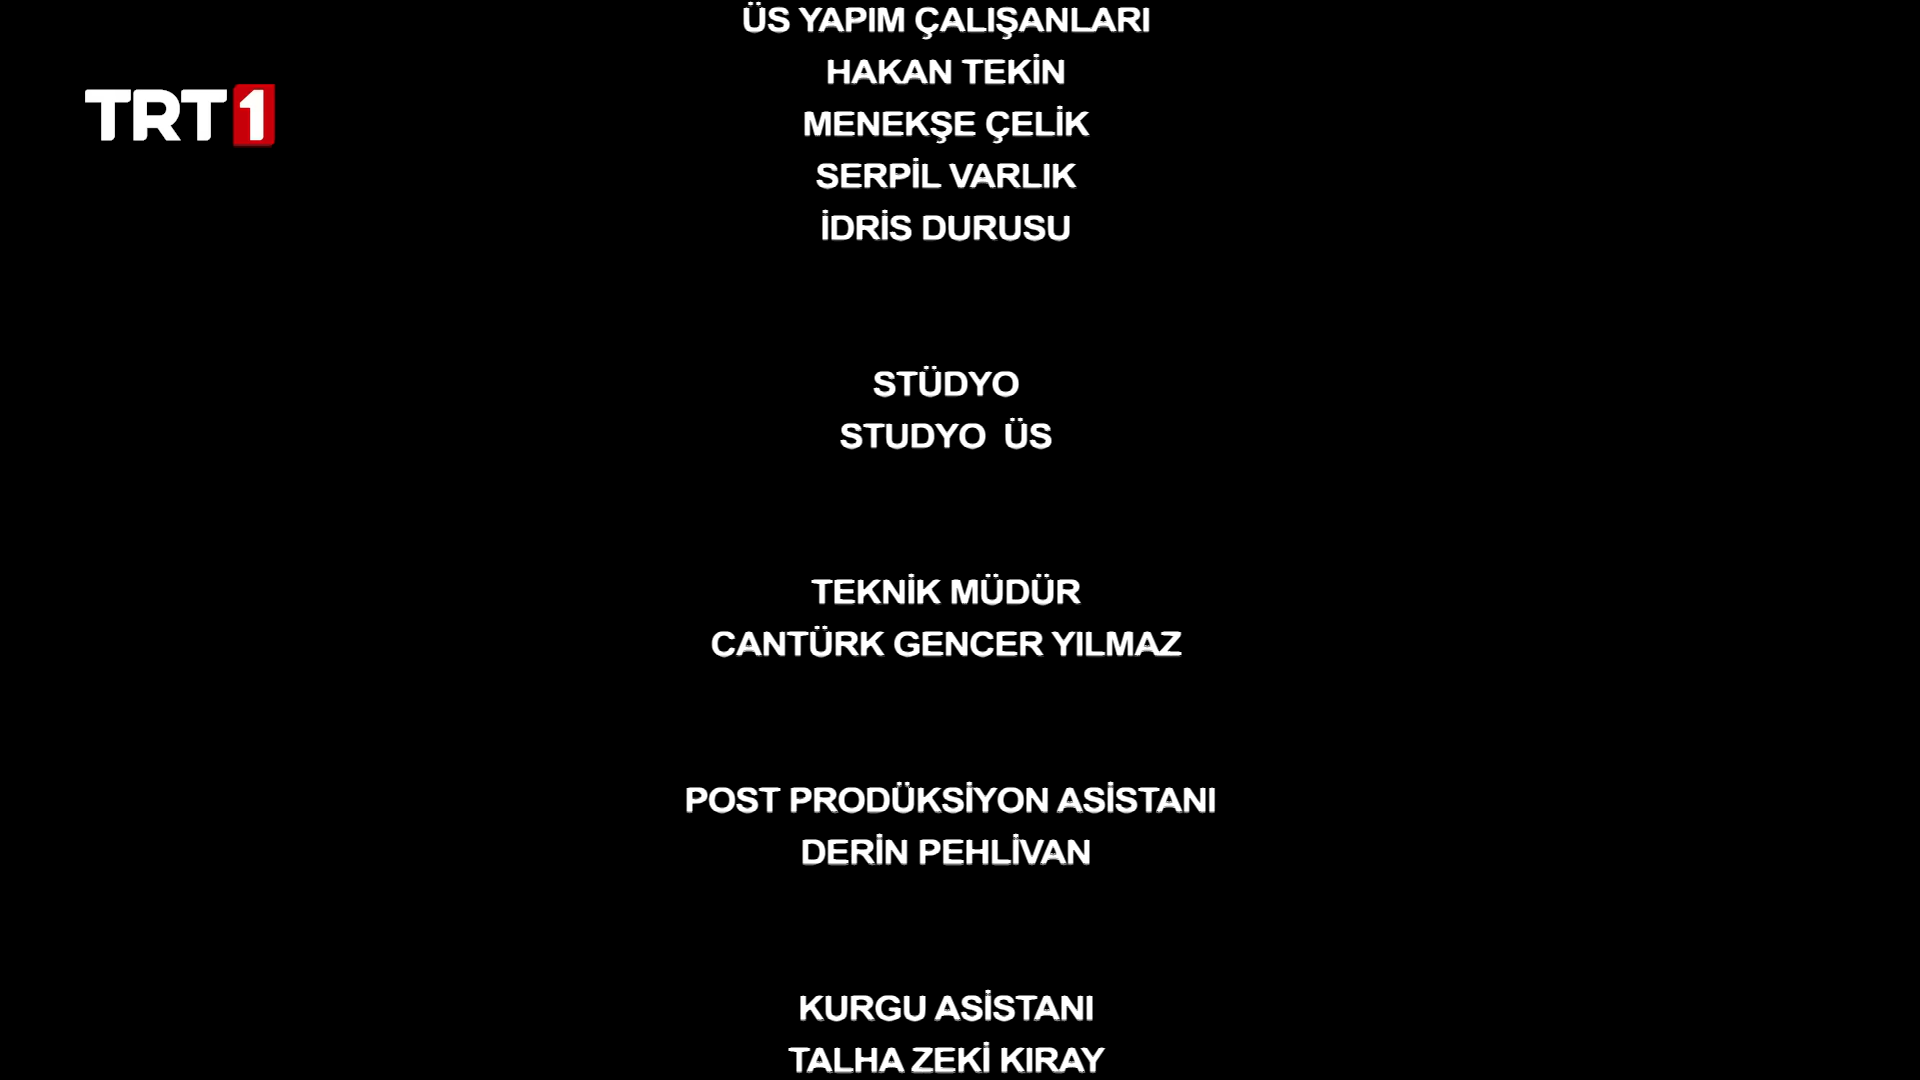 ÜS YAPIM ÇALIŞANLARI
HAKAN TEKİN
TRT1
MENEKŞE ÇELİK
SERPİL VARLIK
İDRİS DURUSU
STÜDYO
STUDYO  ÜS
TEKNİK MÜDÜR
CANTÜRK GENCER YILMAZ
POST PRODÜKSİYON ASİSTANI
DERİN PEHLİVAN
KURGU ASİSTANI
TALHA ZEKİ KIRAY